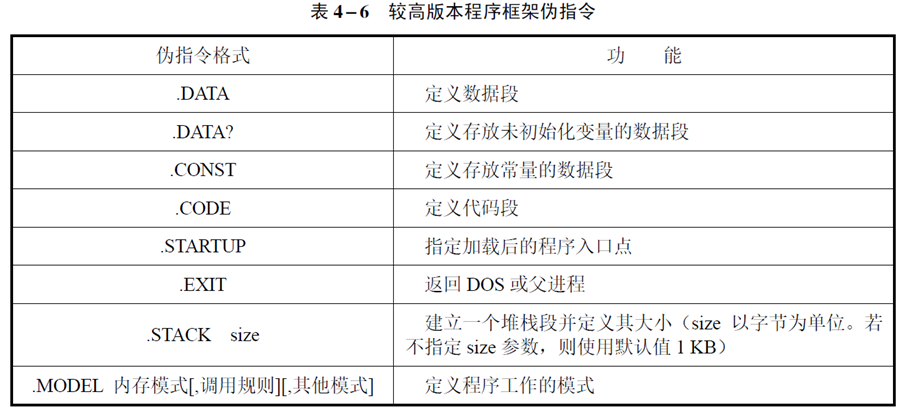 表 4–6 较高版本程序框架伪指令
伪指令格式 功 能
.DATA 定义数据段
.DATA? 定义存放未初始化变量的数据段
.CONST 定义存放常量的数据段
.CODE 定义代码段
.STARTUP 指定加载后的程序入口点
.EXIT 返回 DOS 或父进程
.STACK size 建立一个堆栈段并定义其大小（size 以字节为单位。若
不指定 size 参数，则使用默认值 1 KB）
.MODEL 内存模式[,调用规则][,其他模式] 定义程序工作的模式